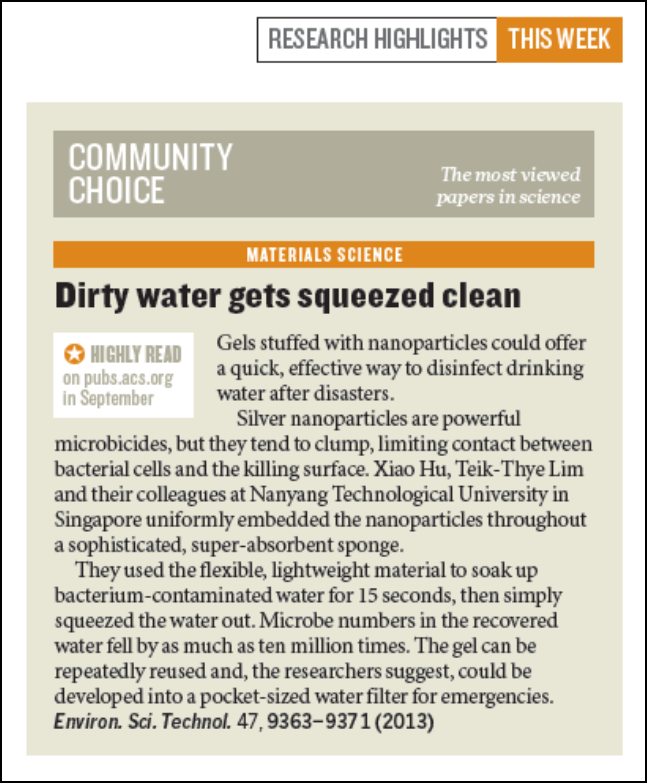 RESEARCH HIGHLIGHTS THIS WEEK
COMMUNITY
CHOICE
The most viewed
papers in science
MATERIALS SCIENCE
Dirty water gets squeezed clean
HIGHLY READ
on pubs.acs.org
in September
Gels stuffed with nanoparticles could offer
a quick, effective way to disinfect drinking
water after disasters.
Silver nanoparticles are powerful
microbicides, but they tend to clump, limiting contact between
bacterial cells and the killing surface. Xiao Hu, Teik-Thye Lim
and their colleagues at Nanyang Technological University in
Singapore uniformly embedded the nanoparticles throughout
a sophisticated, super-absorbent sponge.
They used the flexible, lightweight material to soak up
bacterium-contaminated water for 15 seconds, then simply
squeezed the water out. Microbe numbers in the recovered
water fell by as much as ten million times. The gel can be
repeatedly reused and, the researchers suggest, could be
developed into a pocket-sized water filter for emergencies.
Environ. Sci. Technol. 47, 9363–9371 (2013)